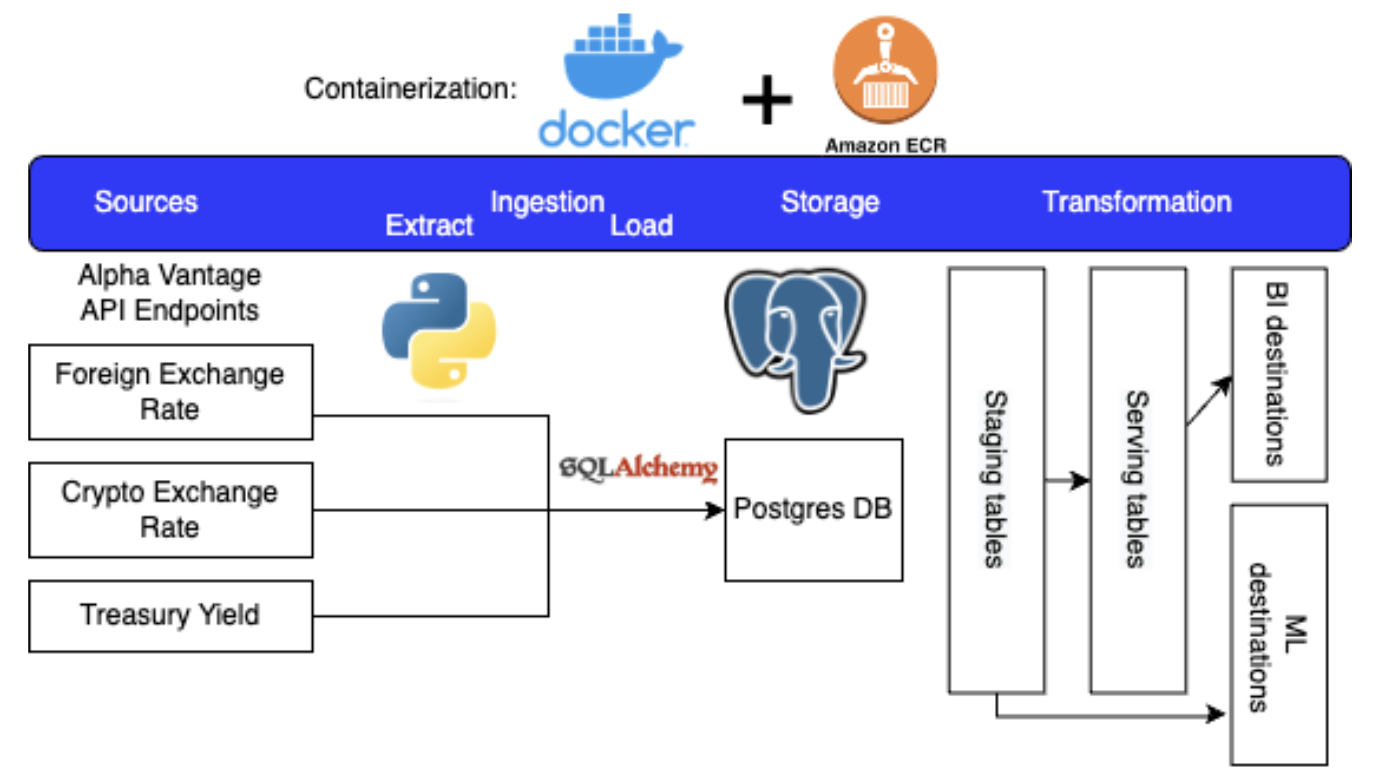 Containerization:
docker
Amazon ECR
Sources
Ingestion
Storage
Transformation
Extract
Load
Alpha Vantage
API Endpoints
Foreign Exchange
Rate
Crypto Exchange
Rate
Treasury Yield
SQLAlchemy
Postgres DB
Staging tables
Serving tables
BI destinations
ML
destinations